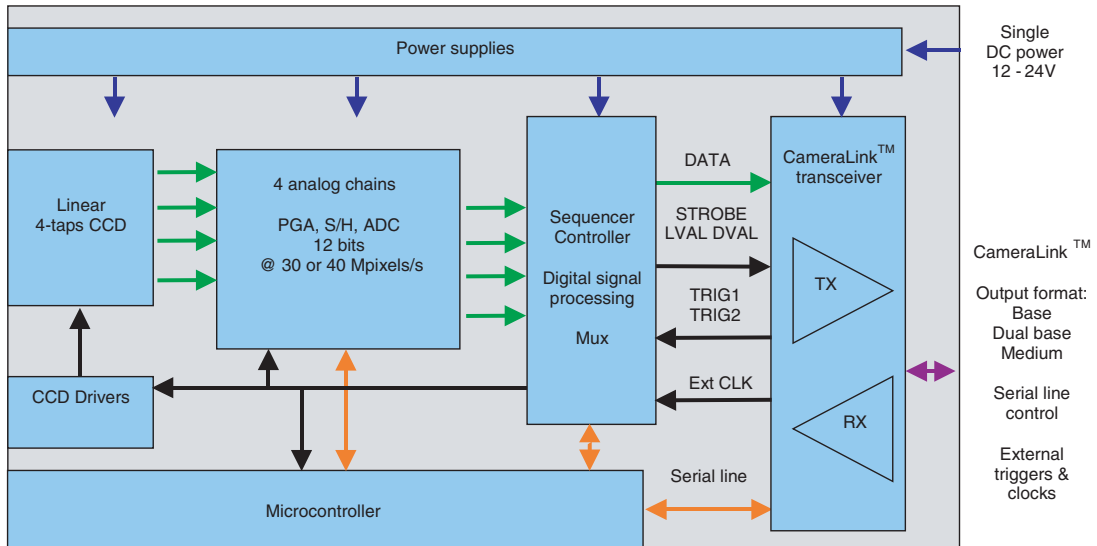 Power supplies
Single
DC power
12 - 24V
Linear
4-taps CCD
4 analog chains
PGA, S/H, ADC
12 bits
@ 30 or 40 Mpixels/s
Sequencer
Controller
Digital signal
processing
Mux
DATA
STROBE
LVAL DVAL
TRIG1
TRIG2
Ext CLK
CameraLink™
transceiver
TX
RX
CameraLink ™
Output format:
Base
Dual base
Medium
Serial line
control
External
triggers &
clocks
CCD Drivers
Microcontroller
Serial line